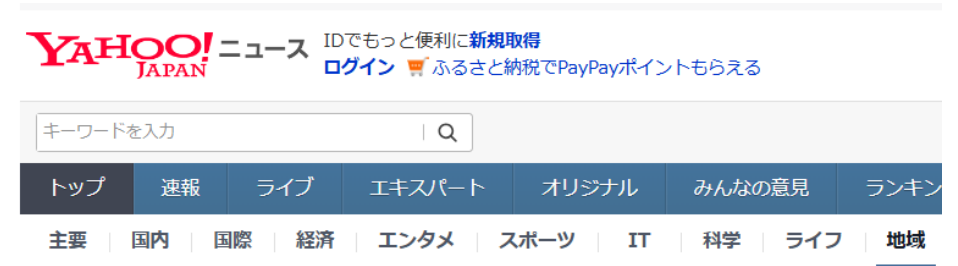 YAHOO! JAPAN ニュース
IDでもっと便利に新規取得
ログイン ふるさと納税でPayPayポイントもらえる
キーワードを入力
トップ 速報 ライブ エキスパート オリジナル みんなの意見 ランキン
主要 国内 国際 経済 エンタメ スポーツ IT 科学 ライフ 地域